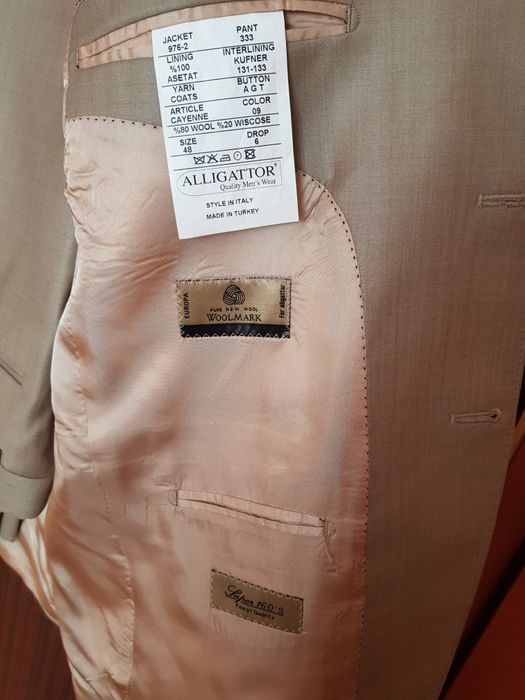 JACKET PANT
976-2 333
LINING INTERLINING
%100 KUFNER
ASETAT 131-133
YARN BUTTON
COATS A G T
ARTICLE COLOR
CAYENNE 09
%80 WOOL %20 WISCOSE
SIZE DROP
48 6
ALLIGATTOR
Quality Men's Wear
STYLE IN ITALY
MADE IN TURKEY
EUROPA
PURE NEW WOOL
WOOLMARK
For alligattor
Super 160'S
Finest Quality